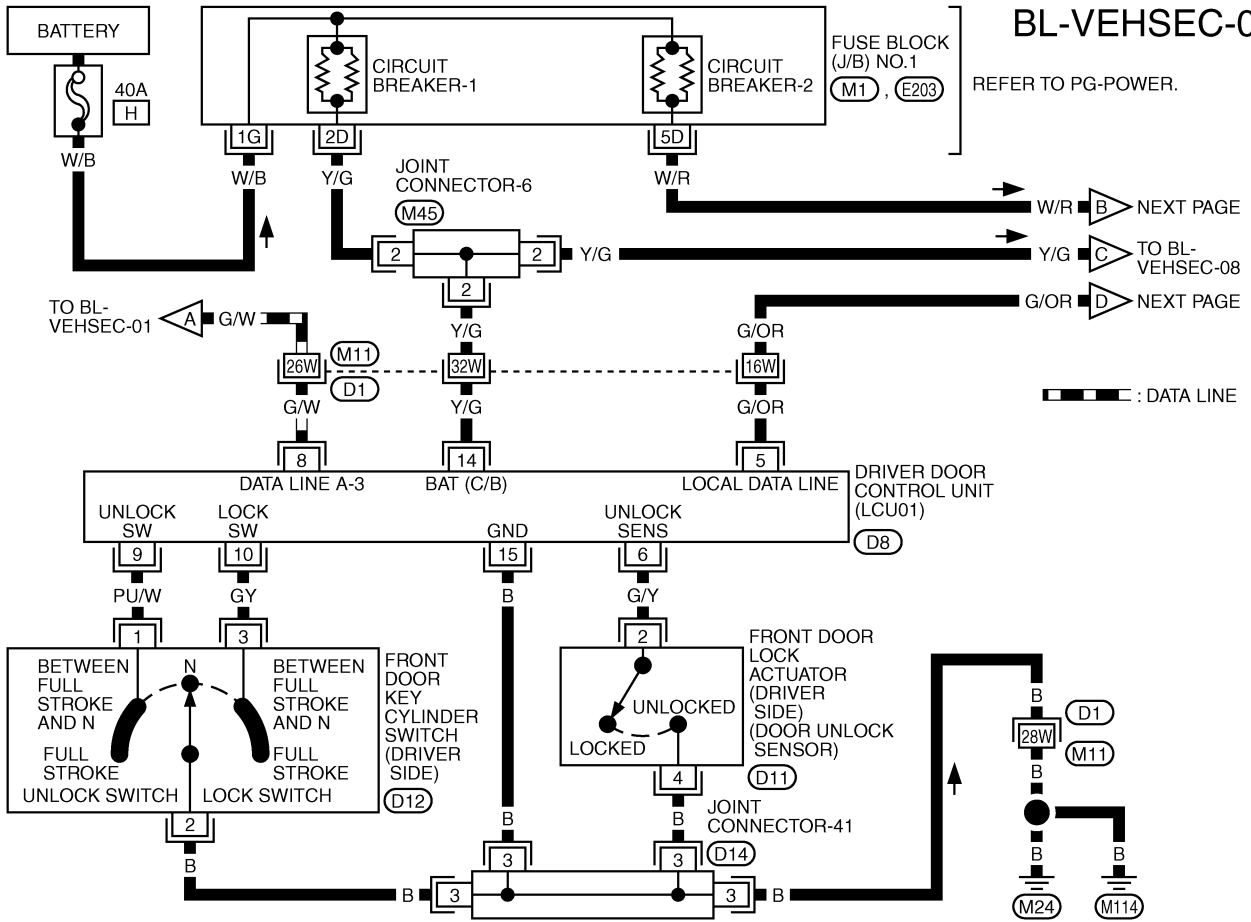 BL-VEHSEC-0
BATTERY
40A
H
W/B
CIRCUIT
BREAKER-1
CIRCUIT
BREAKER-2
FUSE BLOCK
(J/B) NO.1
M1 , E203
REFER TO PG-POWER.
1G
2D
5D
W/B
Y/G
W/R
JOINT
CONNECTOR-6
M45
2
2
2
Y/G
W/R
B
NEXT PAGE
Y/G
C
TO BL-
VEHSEC-08
G/OR
D
NEXT PAGE
TO BL-
VEHSEC-01
A
G/W
Y/G
G/OR
26W
M11
D1
32W
16W
G/W
Y/G
G/OR
: DATA LINE
8
14
5
DATA LINE A-3
BAT (C/B)
LOCAL DATA LINE
DRIVER DOOR
CONTROL UNIT
(LCU01)
D8
UNLOCK
SW
LOCK
SW
GND
UNLOCK
SENS
9
10
15
6
PU/W
GY
B
G/Y
1
3
2
BETWEEN
FULL
STROKE
AND N
N
BETWEEN
FULL
STROKE
AND N
FULL
STROKE
FULL
STROKE
UNLOCK SWITCH
LOCK SWITCH
FRONT
DOOR
KEY
CYLINDER
SWITCH
(DRIVER
SIDE)
D12
UNLOCKED
LOCKED
FRONT DOOR
LOCK
ACTUATOR
(DRIVER
SIDE)
(DOOR UNLOCK
SENSOR)
D11
2
4
B
B
B
JOINT
CONNECTOR-41
D14
3
3
B
3
3
B
B
28W
D1
M11
B
B
B
M24
M114